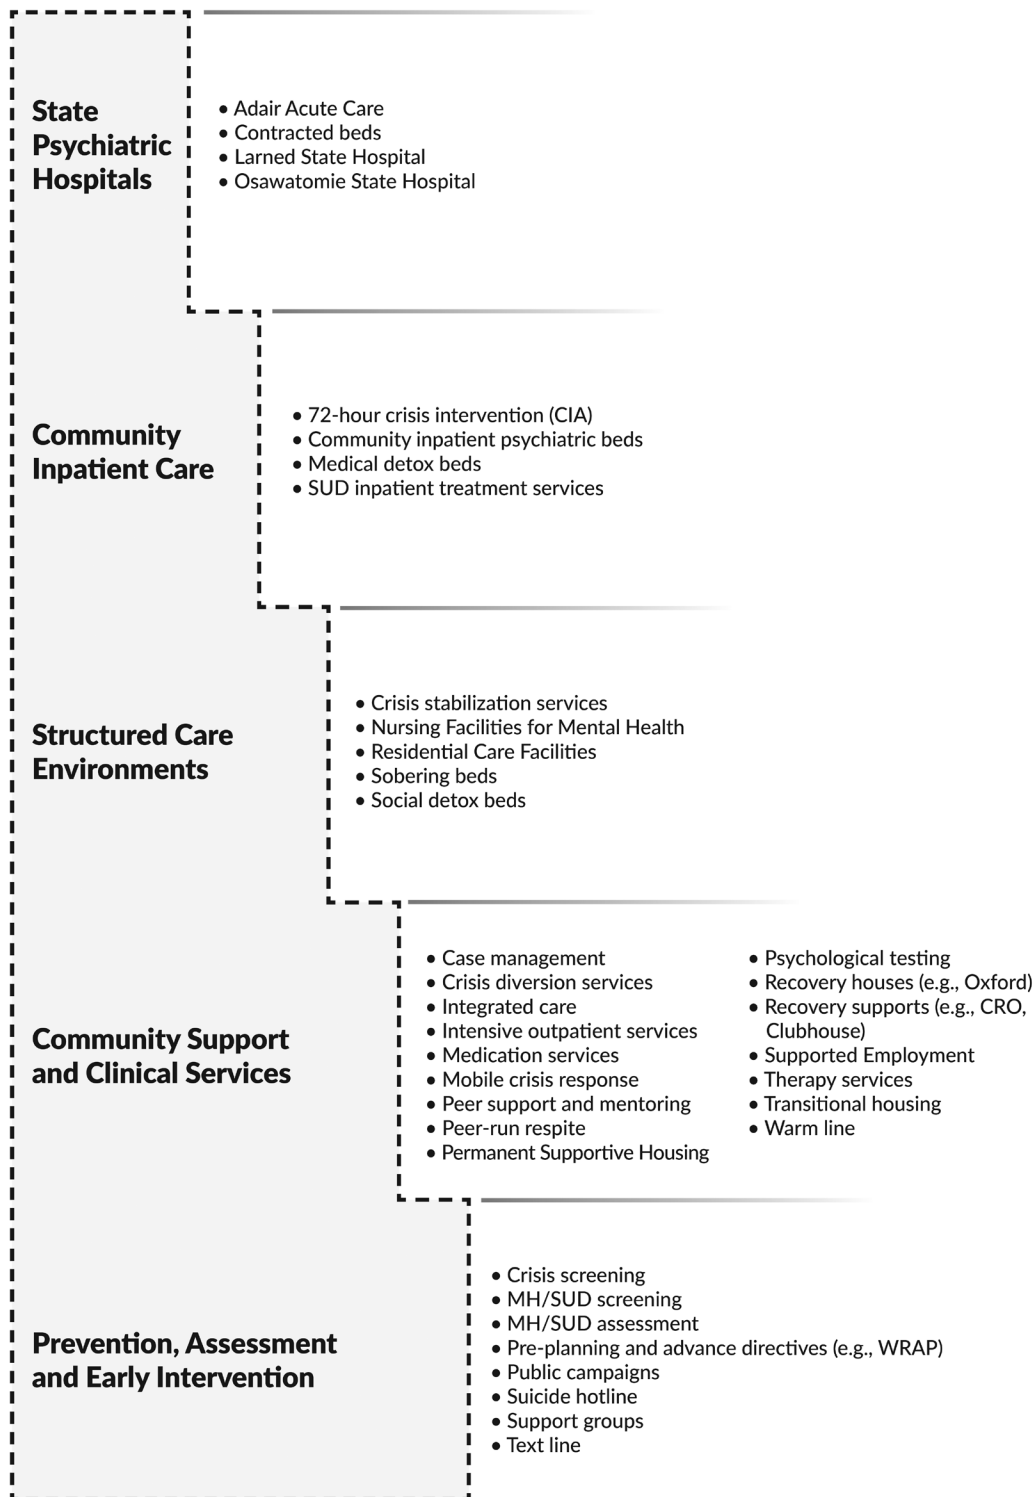 State
Psychiatric
Hospitals
• Adair Acute Care
• Contracted beds
• Larned State Hospital
• Osawatomie State Hospital
Community
Inpatient Care
• 72-hour crisis intervention (CIA)
• Community inpatient psychiatric beds
• Medical detox beds
• SUD inpatient treatment services
Structured Care
Environments
• Crisis stabilization services
• Nursing Facilities for Mental Health
• Residential Care Facilities
• Sobering beds
• Social detox beds
Community Support
and Clinical Services
• Case management
• Crisis diversion services
• Integrated care
• Intensive outpatient services
• Medication services
• Mobile crisis response
• Peer support and mentoring
• Peer-run respite
• Permanent Supportive Housing
• Psychological testing
• Recovery houses (e.g., Oxford)
• Recovery supports (e.g., CRO,
Clubhouse)
• Supported Employment
• Therapy services
• Transitional housing
• Warm line
Prevention, Assessment
and Early Intervention
• Crisis screening
• MH/SUD screening
• MH/SUD assessment
• Pre-planning and advance directives (e.g., WRAP)
• Public campaigns
• Suicide hotline
• Support groups
• Text line